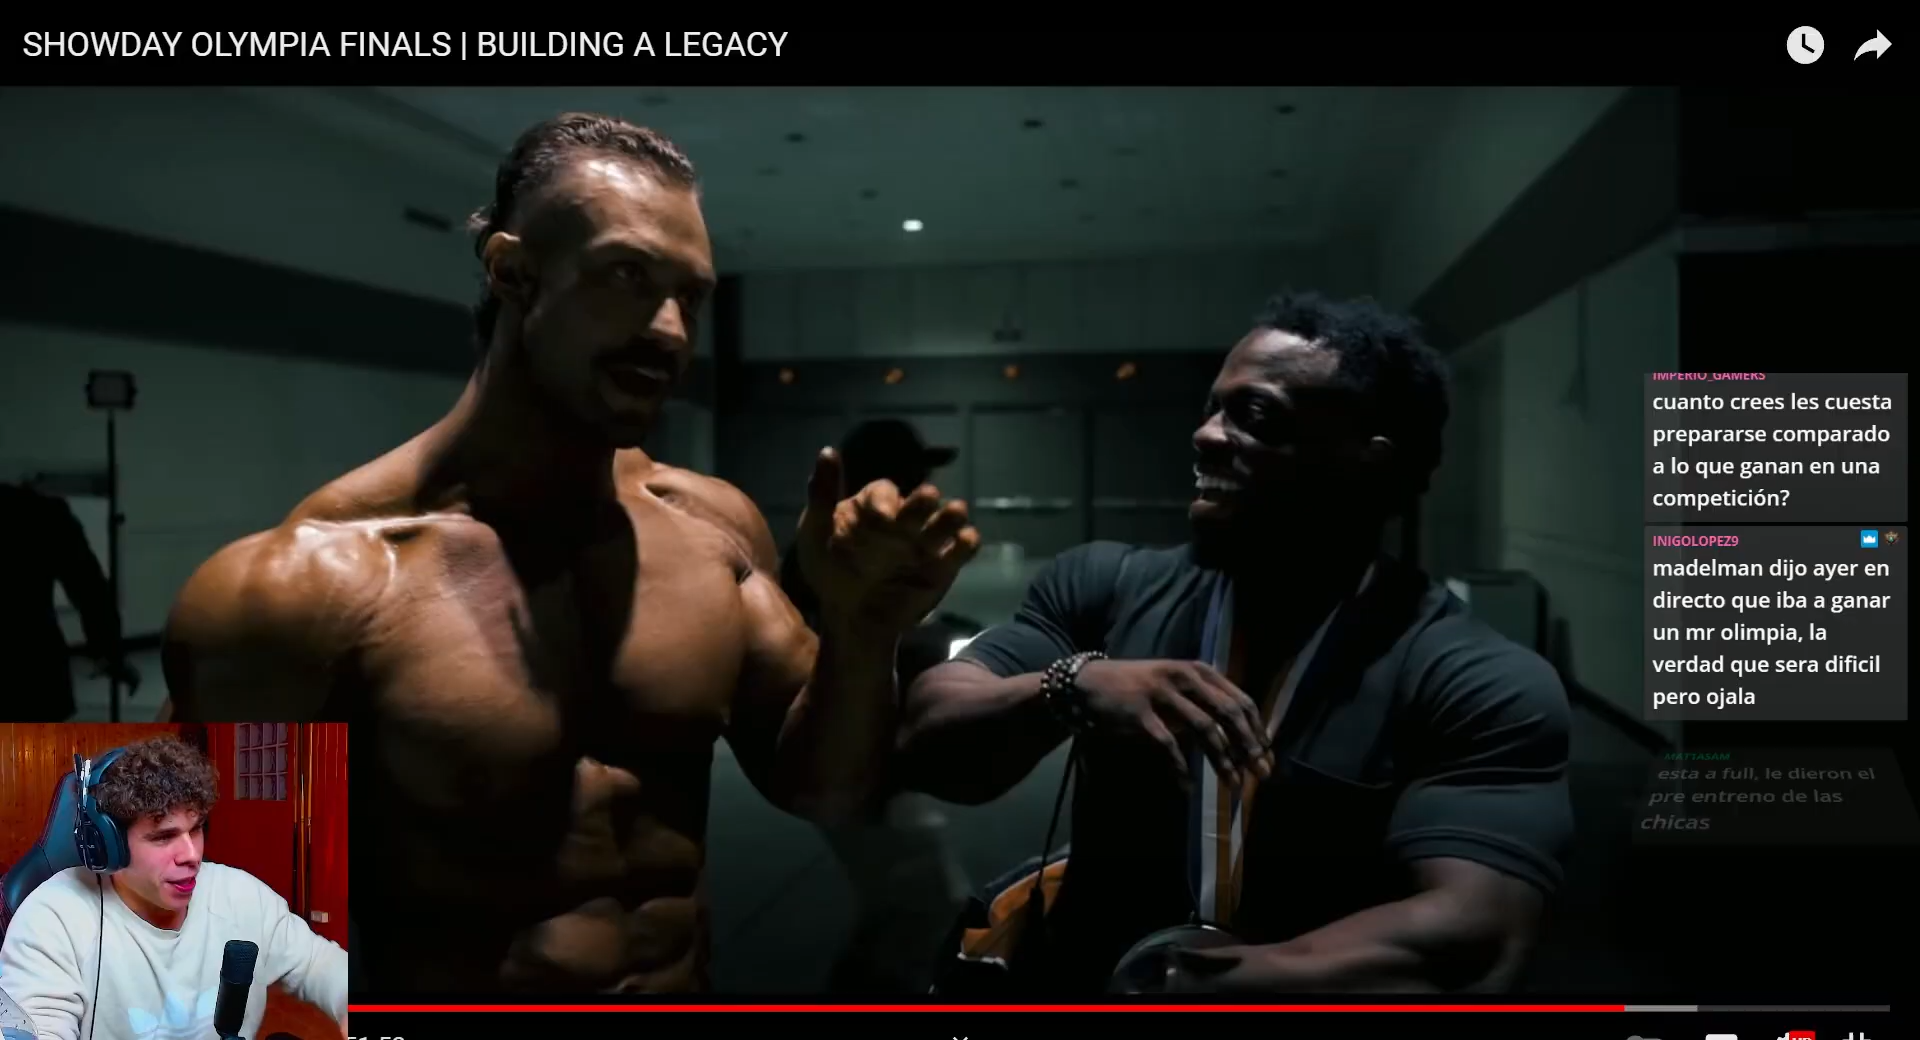 SHOWDAY OLYMPIA FINALS | BUILDING A LEGACY
IMPERIO_GAMERS
cuanto crees les cuesta
prepararse comparado
a lo que ganan en una
competición?
INIGOLOPEZ9
madelman dijo ayer en
directo que iba a ganar
un mr olimpia, la
verdad que sera dificil
pero ojala
MATTASAM
esta a full, le dieron el
pre entreno de las
chicas